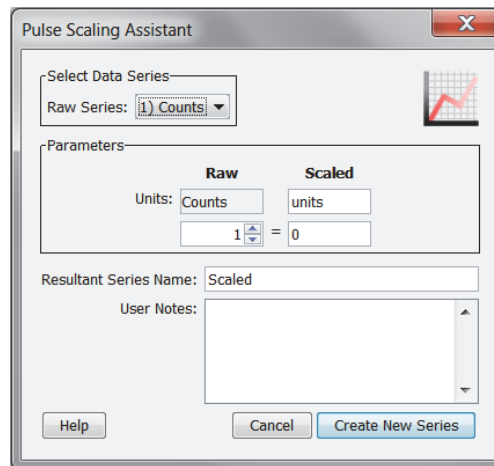 Pulse Scaling Assistant
X
Select Data Series
Raw Series: 1) Counts
Parameters
Raw Scaled
Units: Counts units
1 = 0
Resultant Series Name: Scaled
User Notes:
Help Cancel Create New Series